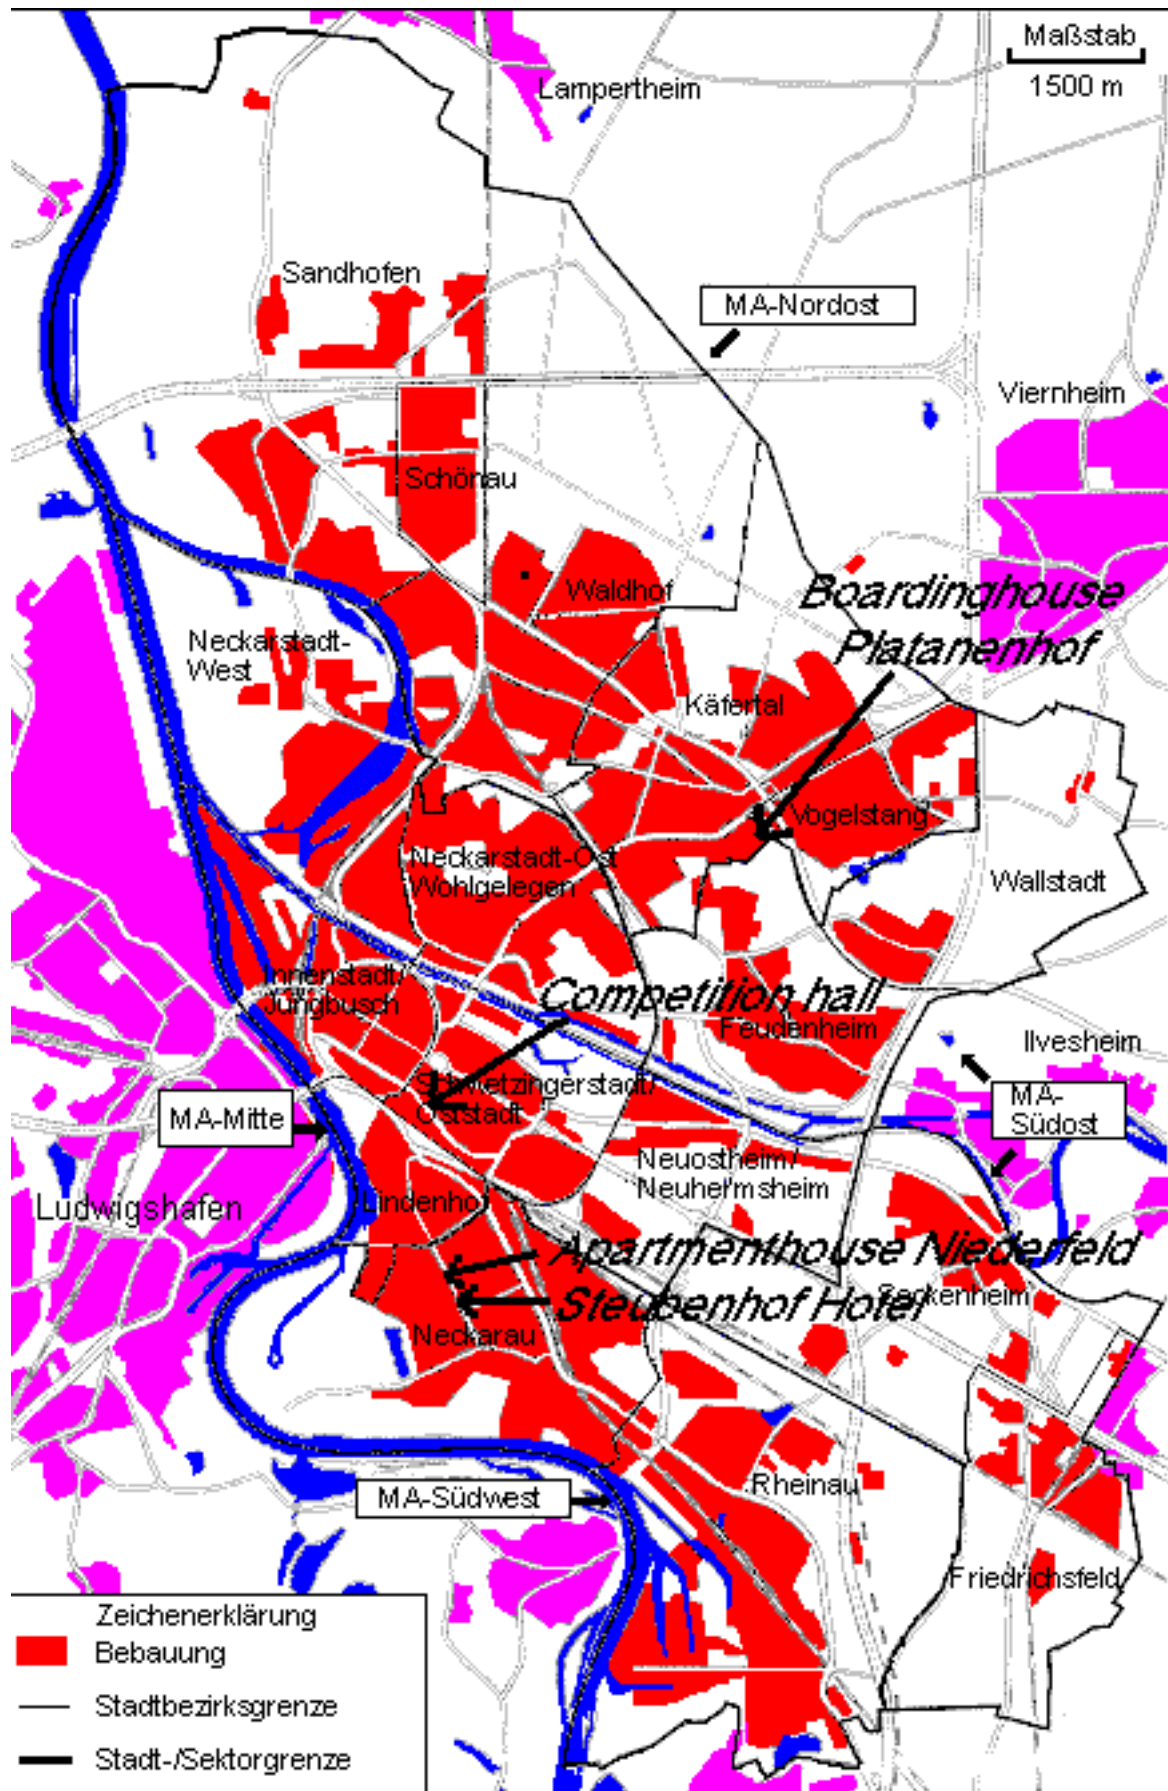 Maßstab
1500 m
Lampertheim
Sandhofen
MA-Nordost
Viernheim
Schönau
Waldhof
Boardinghouse
Platanenhof
Neckarstadt-
West
Käfertal
Vogelstang
Neckarstadt-Ost
Wohlgelegen
Wallstadt
Innenstadt/
Jungbusch
Competition hall
Feudenheim
Ilvesheim
Schwetzingerstadt/
Oststadt
MA-Mitte
MA-
Südost
Neuostheim/
Neuhermsheim
Ludwigshafen
Lindenhof
Apartmenthouse Niederfeld
Steubenhof Hotel
Seckenheim
Neckarau
Rheinau
MA-Südwest
Friedrichsfeld
Zeichenerklärung
Bebauung
Stadtbezirksgrenze
Stadt-/Sektorgrenze